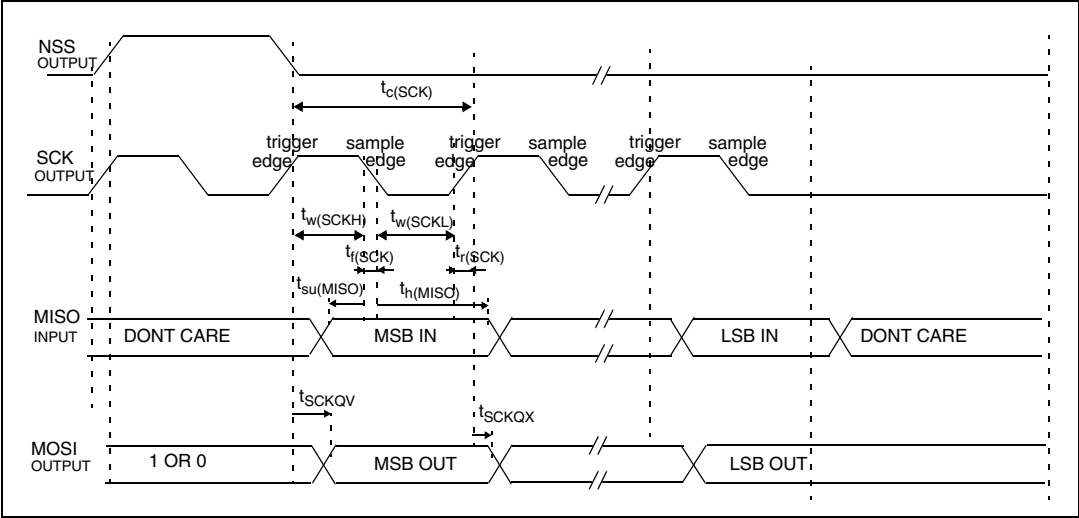 NSS
OUTPUT
tc(SCK)
trigger edge
sample edge
trigger edge
sample edge
trigger edge
sample edge
SCK
OUTPUT
tw(SCKH)
tw(SCKL)
tf(SCK)
tr(SCK)
tsu(MISO)
th(MISO)
MISO
INPUT
DONT CARE
MSB IN
LSB IN
DONT CARE
tSCKQV
tSCKQX
MOSI
OUTPUT
1 OR 0
MSB OUT
LSB OUT